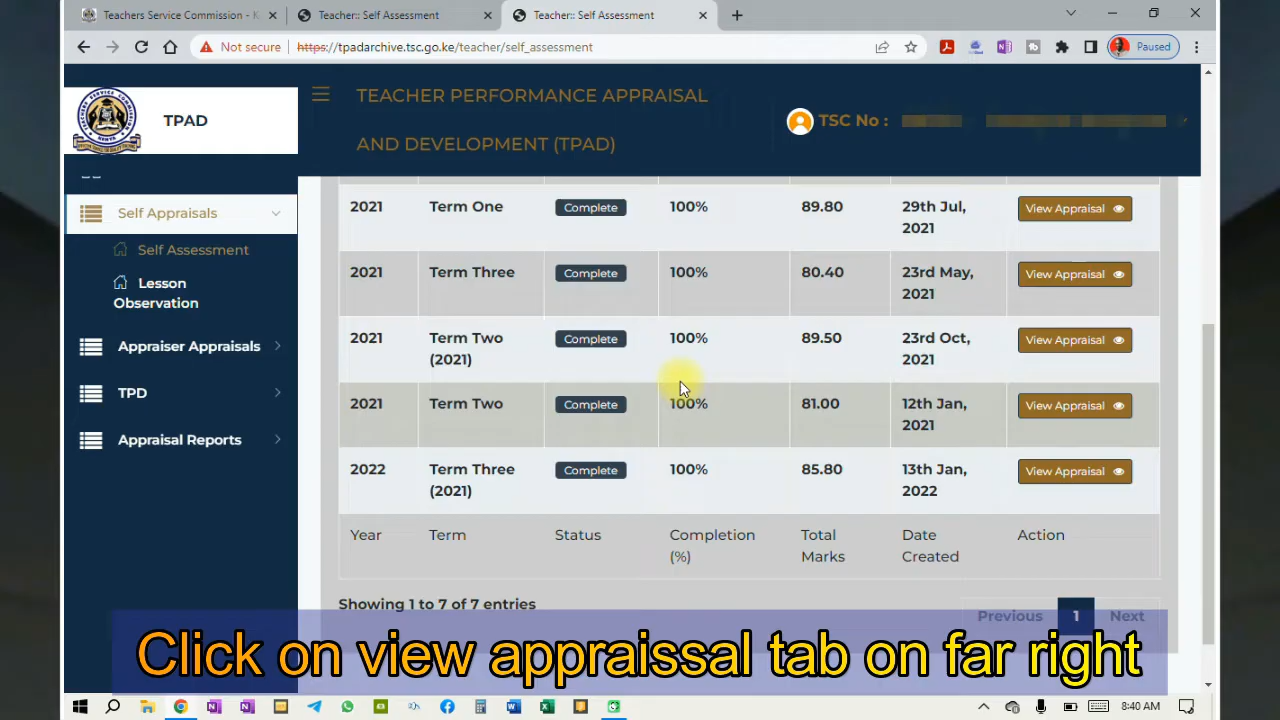 Teachers Service Commission - K
Teacher:: Self Assessment
Teacher:: Self Assessment
Not secure
https://tpadarchive.tsc.go.ke/teacher/self_assessment
Paused
TPAD
TEACHER PERFORMANCE APPRAISAL
AND DEVELOPMENT (TPAD)
TSC No :
Self Appraisals
Self Assessment
Lesson
Observation
Appraiser Appraisals
TPD
Appraisal Reports
2021 Term One Complete 100% 89.80 29th Jul, 2021 View Appraisal
2021 Term Three Complete 100% 80.40 23rd May, 2021 View Appraisal
2021 Term Two (2021) Complete 100% 89.50 23rd Oct, 2021 View Appraisal
2021 Term Two Complete 100% 81.00 12th Jan, 2021 View Appraisal
2022 Term Three (2021) Complete 100% 85.80 13th Jan, 2022 View Appraisal
Year Term Status Completion (%) Total Marks Date Created Action
Showing 1 to 7 of 7 entries
Previous 1 Next
Click on view appraissal tab on far right
8:40 AM